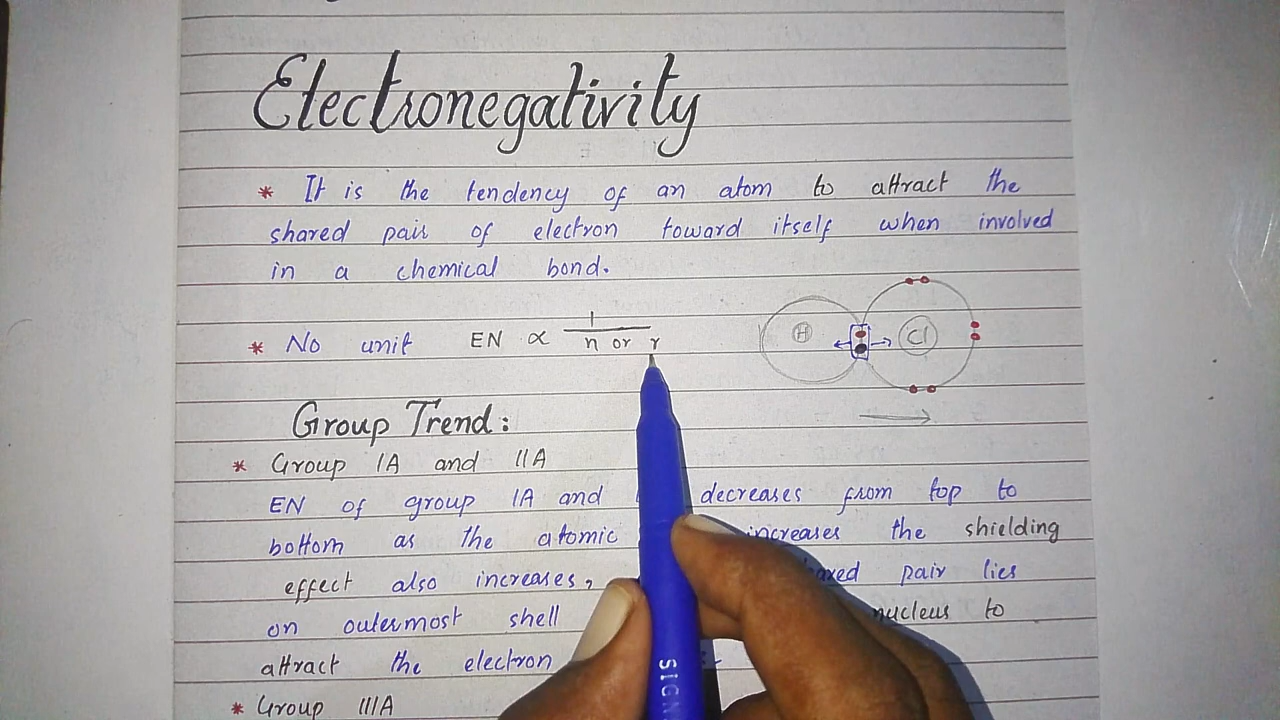 Electronegativity
* It is the tendency of an atom to attract the
shared pair of electron toward itself when involved
in a chemical bond.
* No unit EN ∝ 1 / n or r
H Cl
Group Trend:
* Group IA and IIA
EN of group IA and decreases from top to
bottom as the atomic increases the shielding
effect also increases, pair lies
on outermost shell nucleus to
attract the electron
* Group IIIA
SIGN